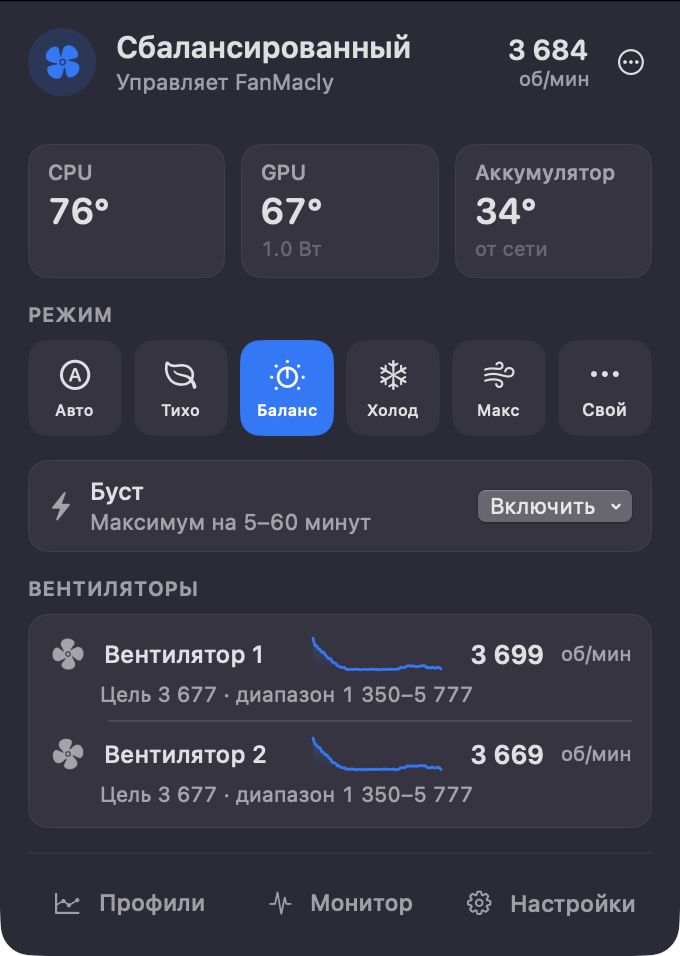 Сбалансированный
Управляет FanMacly
3 684
об/мин
CPU
76°
GPU
67°
1.0 Вт
Аккумулятор
34°
от сети
РЕЖИМ
A
Авто
Тихо
Баланс
Холод
Макс
Свой
Буст
Максимум на 5–60 минут
Включить
ВЕНТИЛЯТОРЫ
Вентилятор 1
3 699 об/мин
Цель 3 677 · диапазон 1 350–5 777
Вентилятор 2
3 669 об/мин
Цель 3 677 · диапазон 1 350–5 777
Профили
Монитор
Настройки